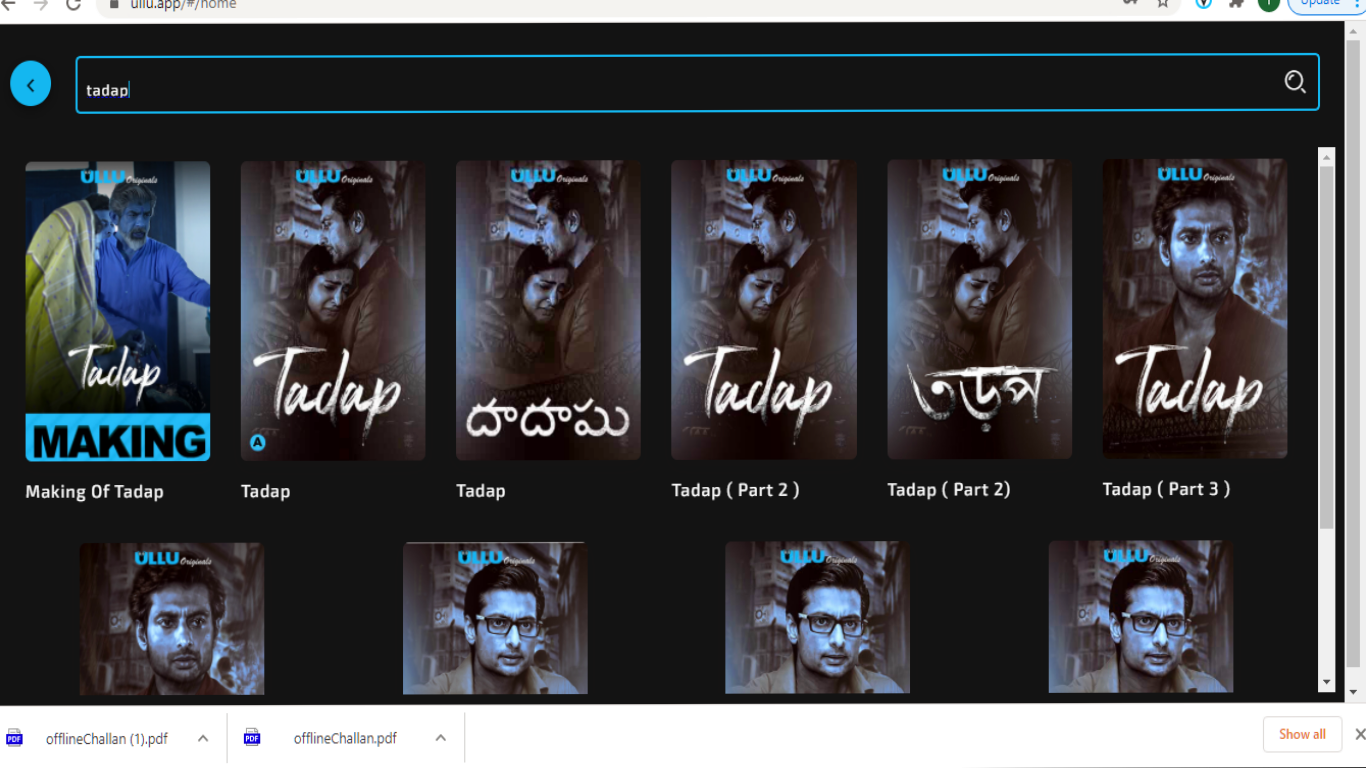 ullu.app/#/home
Update
tadap
ULLU Originals
Tadap
MAKING
Making Of Tadap
ULLU Originals
Tadap
A
Tadap
ULLU Originals
దాదాపు
Tadap
ULLU Originals
Tadap
Tadap ( Part 2 )
ULLU Originals
তড়প
Tadap ( Part 2)
ULLU Originals
Tadap
Tadap ( Part 3 )
ULLU Originals
ULLU Originals
ULLU Originals
ULLU Originals
PDF
offlineChallan (1).pdf
PDF
offlineChallan.pdf
Show all